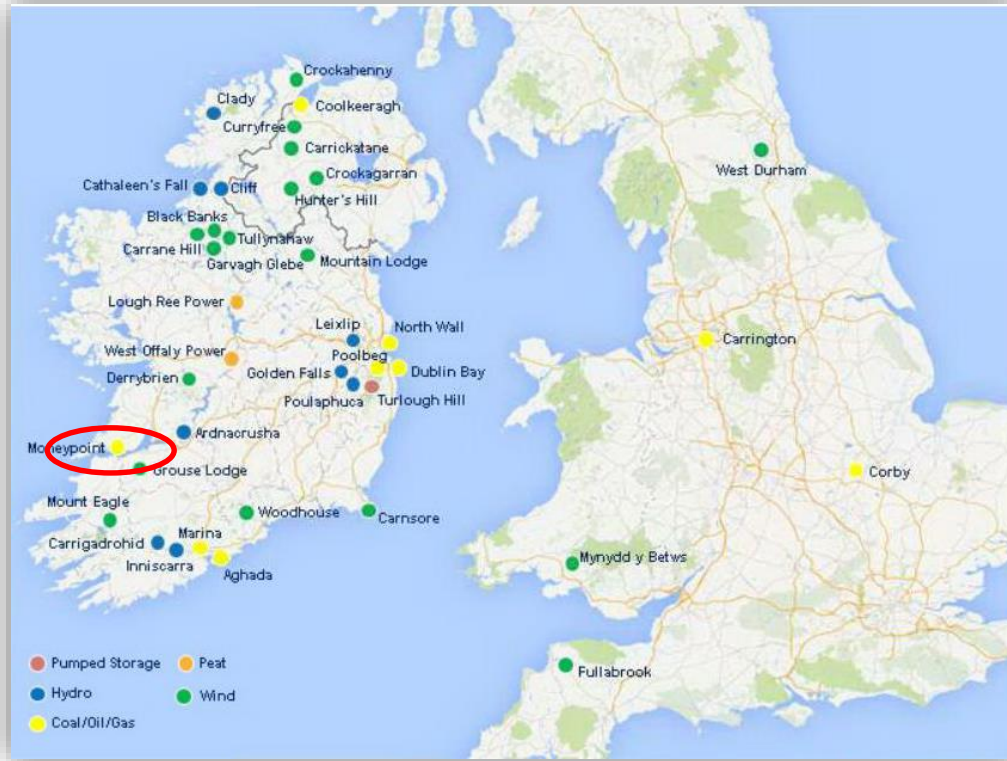 Crockahenny
Clady
Coolkeeragh
Curryfree
Carrickatane
West Durham
Crockagarran
Cathaleen's Fall
Cliff
Hunter's Hill
Black Banks
Tullynahaw
Carrane Hill
Garvagh Glebe
Mountain Lodge
Lough Ree Power
Leixlip
North Wall
Carrington
West Offaly Power
Poolbeg
Golden Falls
Dublin Bay
Derrybrien
Poulaphuca
Turlough Hill
Ardnacrusha
Moneypoint
Grouse Lodge
Corby
Mount Eagle
Woodhouse
Carnsore
Marina
Carrigadrohid
Inniscarra
Aghada
Mynydd y Betws
Pumped Storage
Peat
Fullabrook
Hydro
Wind
Coal/Oil/Gas